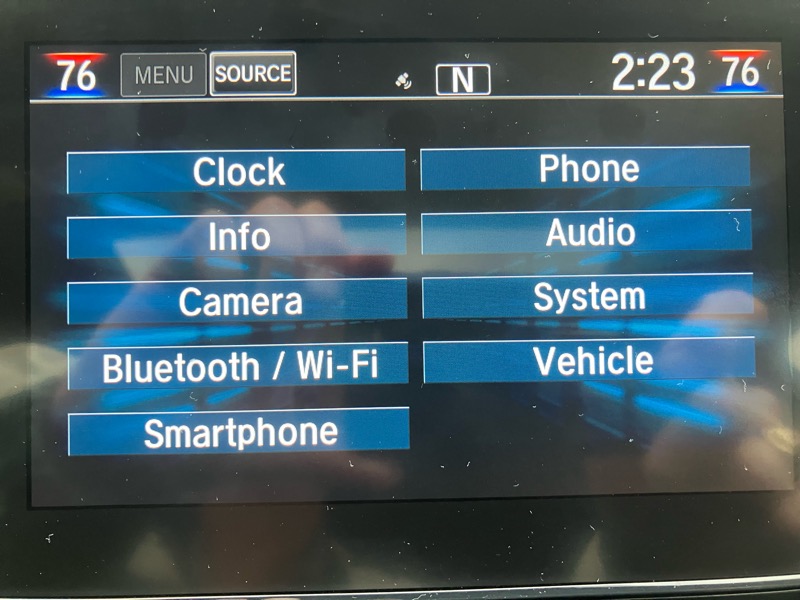 76 MENU SOURCE N 2:23 76
Clock Phone
Info Audio
Camera System
Bluetooth / Wi-Fi Vehicle
Smartphone